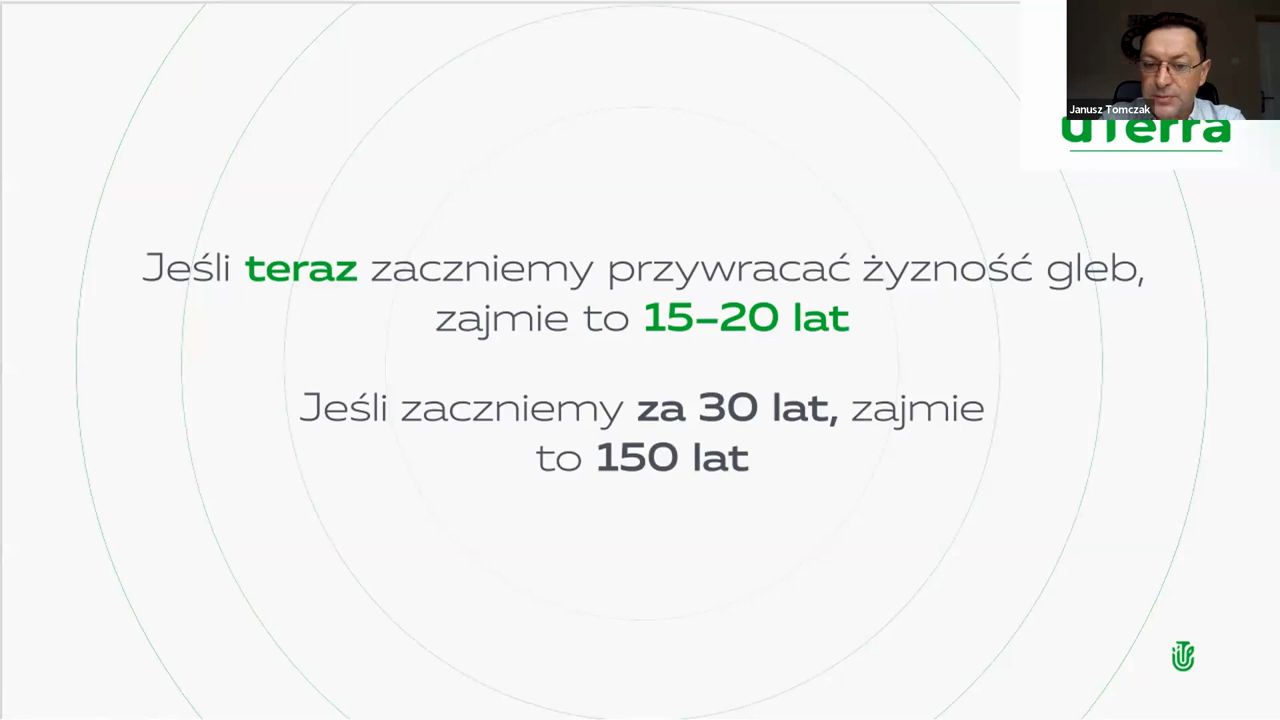 Janusz Tomczak
uTerra
Jeśli teraz zaczniemy przywracać żyzność gleb,
zajmie to 15–20 lat
Jeśli zaczniemy za 30 lat, zajmie
to 150 lat